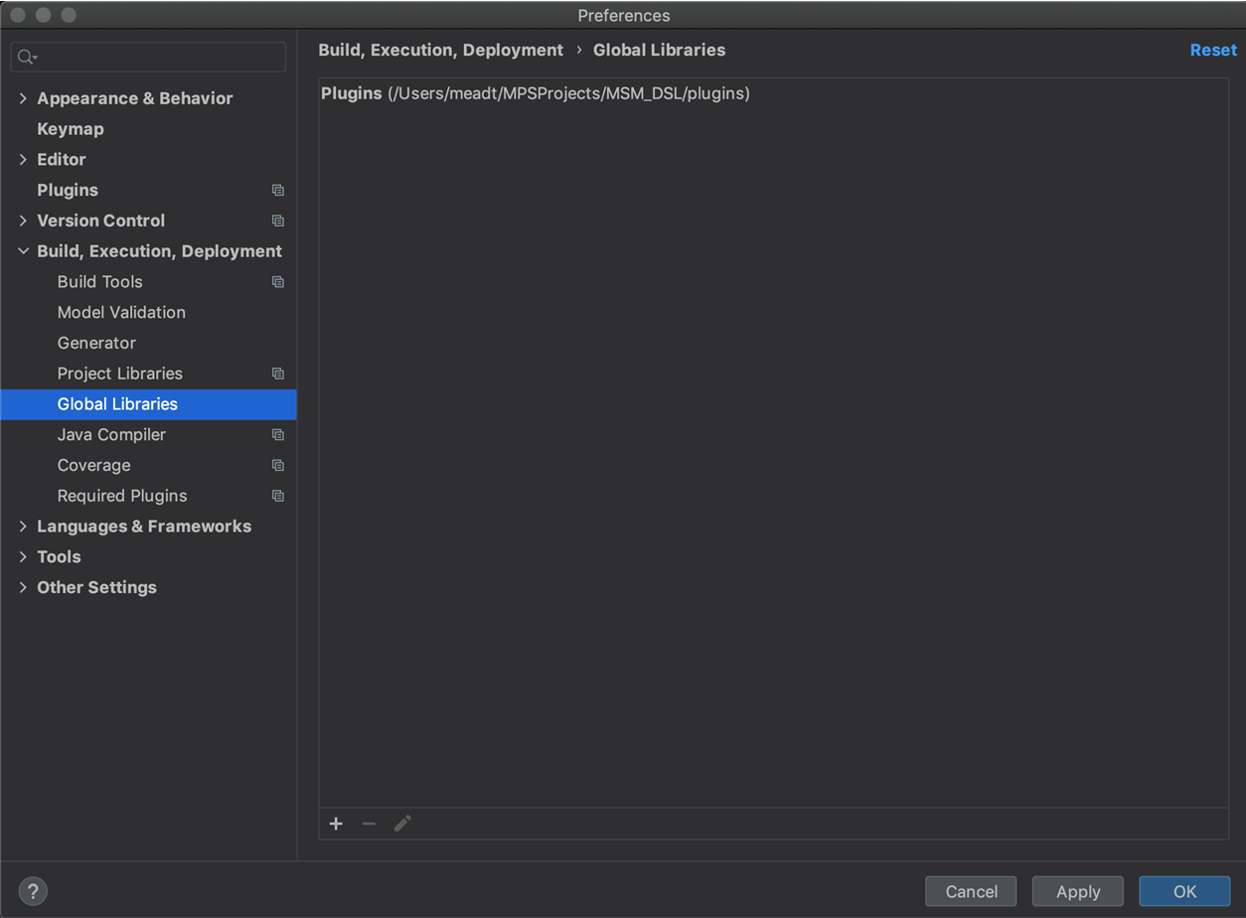 Preferences
Build, Execution, Deployment › Global Libraries
Reset
Appearance & Behavior
Keymap
Editor
Plugins
Version Control
Build, Execution, Deployment
Build Tools
Model Validation
Generator
Project Libraries
Global Libraries
Java Compiler
Coverage
Required Plugins
Languages & Frameworks
Tools
Other Settings
Plugins (/Users/meadt/MPSProjects/MSM_DSL/plugins)
?
Cancel
Apply
OK